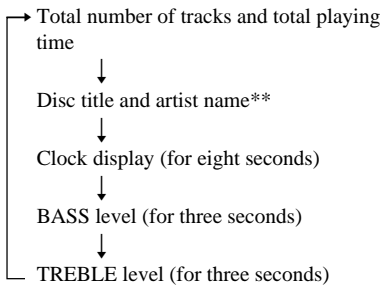 Total number of tracks and total playing
time
Disc title and artist name**
Clock display (for eight seconds)
BASS level (for three seconds)
TREBLE level (for three seconds)